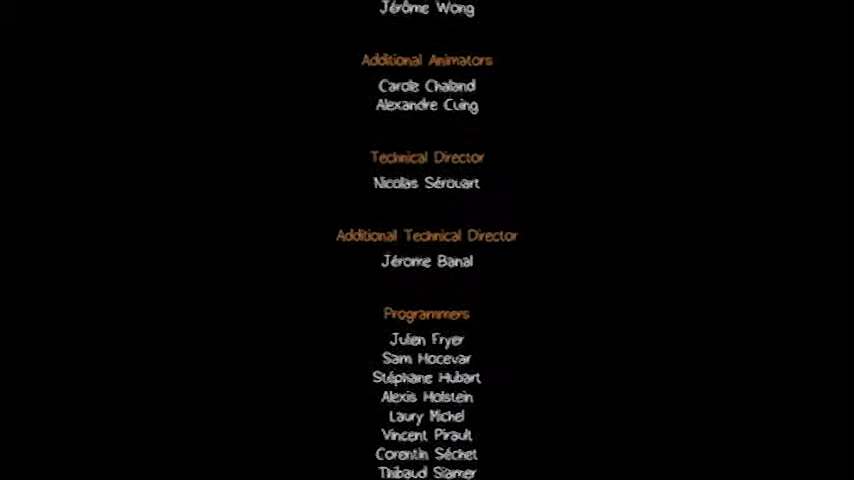 Jérôme Wong
Additional Animators
Carole Chaland
Alexandre Cuing
Technical Director
Nicolas Sérouart
Additional Technical Director
Jérome Banal
Programmers
Julien Fryer
Sam Hocevar
Stéphane Hubart
Alexis Holstein
Laury Michel
Vincent Pirault
Corentin Séchet
Thibaud Siamer